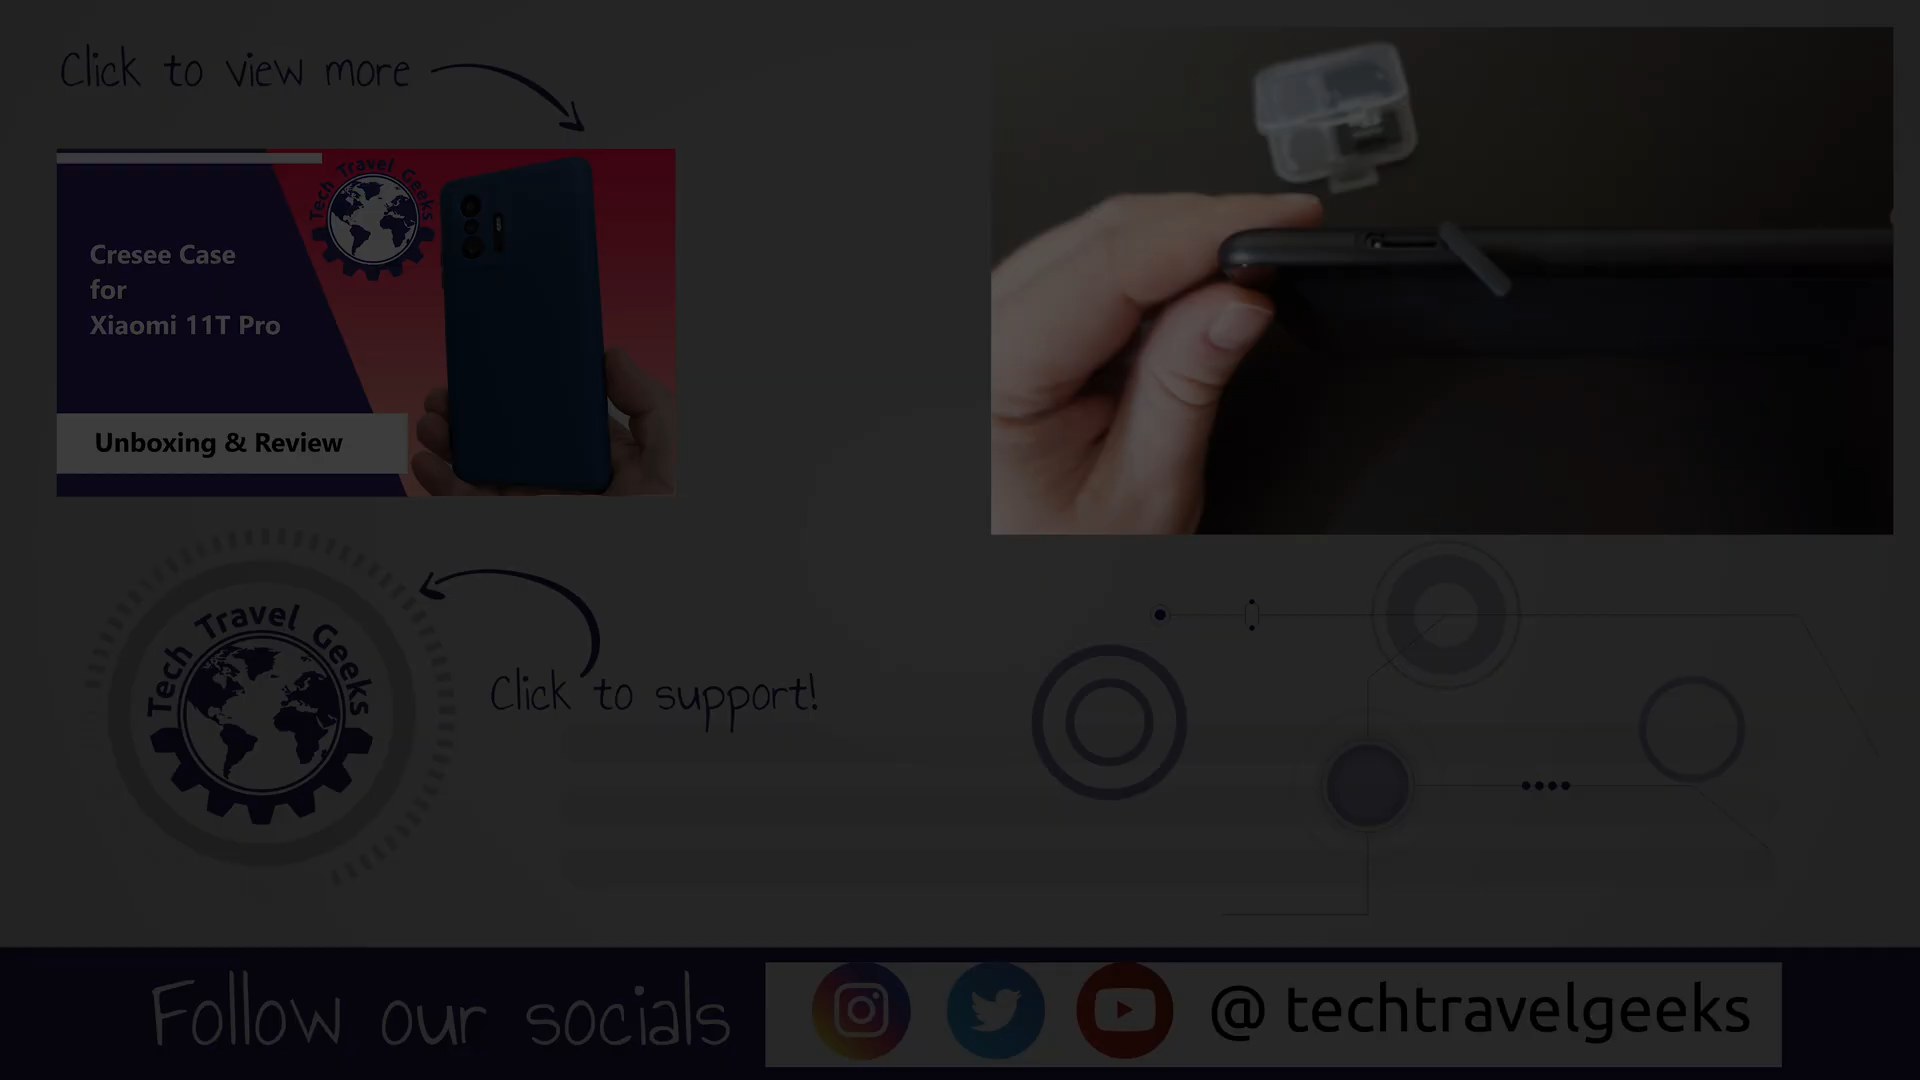 Click to view more
Tech Travel Geeks
Cresee Case
for
Xiaomi 11T Pro
Unboxing & Review
Tech Travel Geeks
Click to support!
Follow our socials
@techtravelgeeks